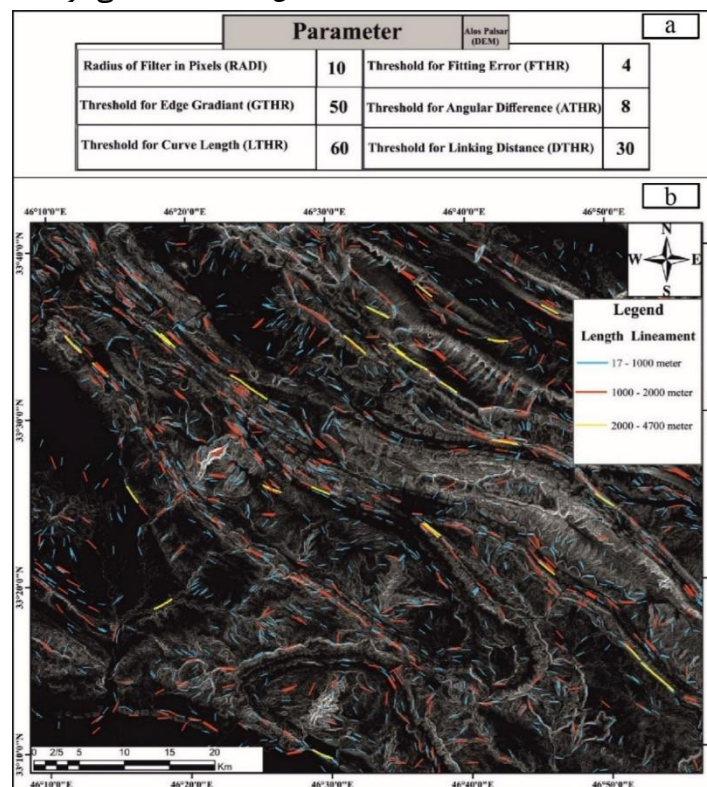 Parameter
Alos Palsar
(DEM)
a
Radius of Filter in Pixels (RADI) 10 Threshold for Fitting Error (FTHR) 4
Threshold for Edge Gradiant (GTHR) 50 Threshold for Angular Difference (ATHR) 8
Threshold for Curve Length (LTHR) 60 Threshold for Linking Distance (DTHR) 30
b
46°10'0"E 46°20'0"E 46°30'0"E 46°40'0"E 46°50'0"E
33°40'0"N
33°30'0"N
33°20'0"N
33°10'0"N
N
W E
S
Legend
Length Lineament
17 - 1000 meter
1000 - 2000 meter
2000 - 4700 meter
0 2.5 5 10 15 20
Km
46°10'0"E 46°20'0"E 46°30'0"E 46°40'0"E 46°50'0"E